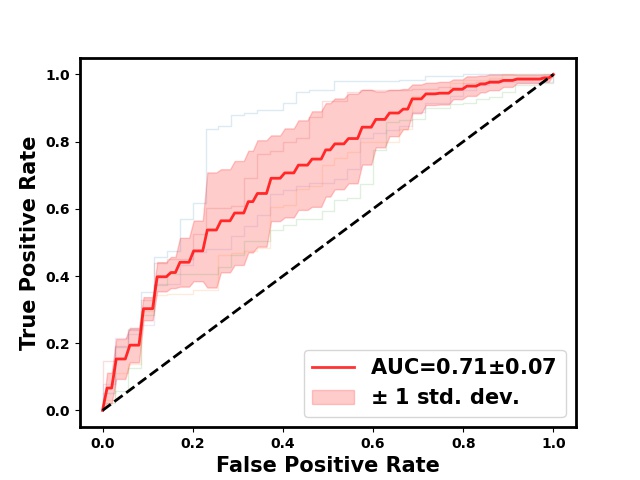 1.0
0.8
0.6
0.4
0.2
0.0
True Positive Rate
AUC=0.71±0.07
± 1 std. dev.
0.0 0.2 0.4 0.6 0.8 1.0
False Positive Rate